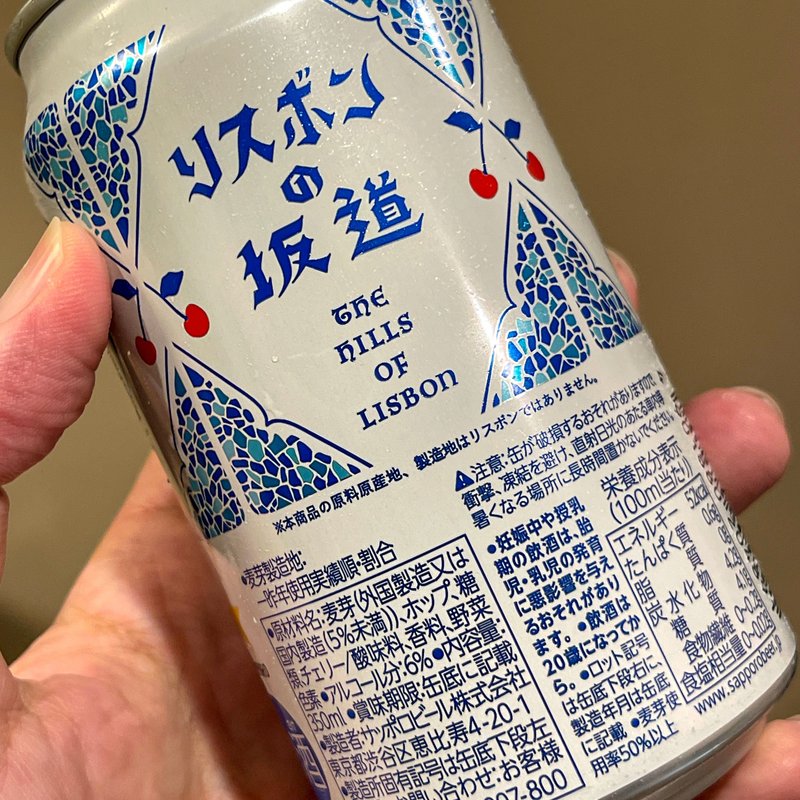 リスボン
の
坂道
THE
HILLS
OF
LISBON
※本商品の原料原産地、製造地はリスボンではありません。
⚠注意・缶が破損するおそれがありますので、
衝撃、凍結を避け、直射日光のあたる車内等
暑くなる場所に長時間置かないでください。
●麦芽製造地:
一昨年使用実績順・割合
●原材料名:麦芽(外国製造又は
国内製造(5%未満))、ホップ、糖
類、チェリー/酸味料、香料、野菜
色素●アルコール分:6%●内容量:
350ml●賞味期限:缶底に記載
●製造者:サッポロビール株式会社
東京都渋谷区恵比寿4-20-1
●製造所固有記号は缶底下段左
お問い合わせ:お客様
07-800
●妊娠中や授乳
期の飲酒は、胎
児・乳児の発育
に悪影響を与え
るおそれがあり
ます。●飲酒は
20歳になってか
ら。●ロット記号
は缶底下段右に、
製造年月は缶底
に記載●麦芽使
用率50%以上
栄養成分表示
(100ml当たり)
エネルギー 52kcal
たんぱく質
脂質
炭水化物
糖質
食物繊維
食塩相当量
www.sapporobeer.jp